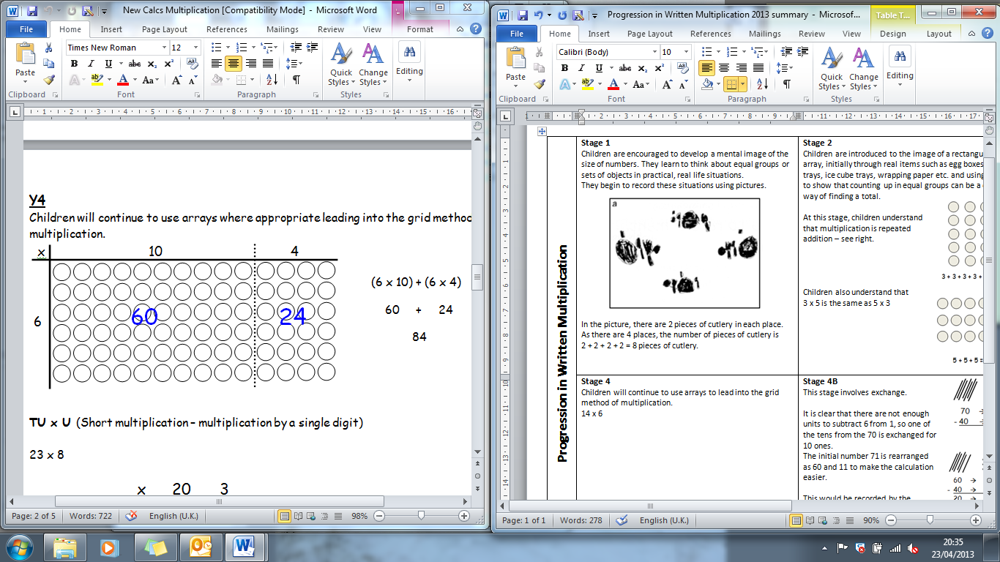 New Calcs Multiplication [Compatibility Mode] - Microsoft Word
File Home Insert Page Layout References Mailings Review View Format
Times New Roman 12
Paste
Quick Styles
Change Styles
Editing
Clipboard Font Paragraph Styles
Y4
Children will continue to use arrays where appropriate leading into the grid method
multiplication.
x 10 4
6 60 24
(6 x 10) + (6 x 4)
60 + 24
84
TU x U (Short multiplication – multiplication by a single digit)
23 x 8
x 20 3
Page: 2 of 5 Words: 722 English (U.K.) 98%
Progression in Written Multiplication 2013 summary - Microsoft...
Table T...
File Home Insert Page Layout References Mailings Review View Design Layout
Calibri (Body) 10
Paste
Quick Styles
Change Styles
Editing
Clipboard Font Paragraph Styles
Progression in Written Multiplication
Stage 1
Children are encouraged to develop a mental image of the
size of numbers. They learn to think about equal groups or
sets of objects in practical, real life situations.
They begin to record these situations using pictures.
a
In the picture, there are 2 pieces of cutlery in each place.
As there are 4 places, the number of pieces of cutlery is
2 + 2 + 2 + 2 = 8 pieces of cutlery.
Stage 2
Children are introduced to the image of a rectangu
array, initially through real items such as egg boxes
trays, ice cube trays, wrapping paper etc. and using
to show that counting up in equal groups can be a
way of finding a total.
At this stage, children understand
that multiplication is repeated
addition – see right.
3 + 3 + 3 + 3 +
Children also understand that
3 x 5 is the same as 5 x 3
5 + 5 + 5 =
Stage 4
Children will continue to use arrays to lead into the grid
method of multiplication.
14 x 6
Stage 4B
This stage involves exchange.
It is clear that there are not enough
units to subtract 6 from 1, so one of
the tens from the 70 is exchanged for
10 ones.
The initial number 71 is rearranged
as 60 and 11 to make the calculation
easier.
This would be recorded by the
70 →
- 40 →
60 →
- 40 →
20 →
Page: 1 of 1 Words: 278 English (U.K.) 90%
20:35
23/04/2013